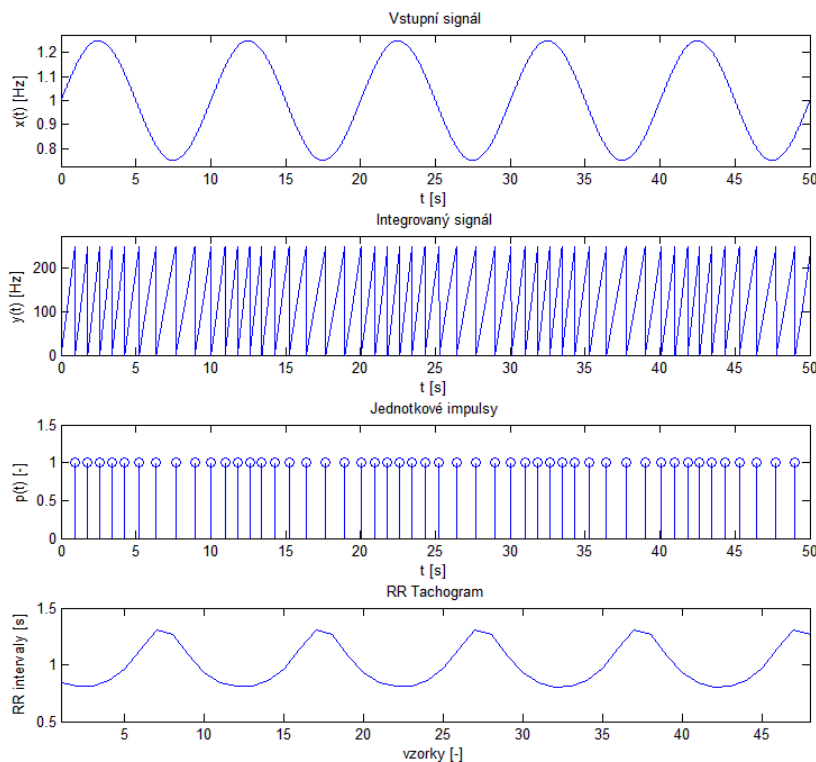 Vstupní signál
1.2
1.1
1
0.9
0.8
x(t) [Hz]
0 5 10 15 20 25 30 35 40 45 50
t [s]
Integrovaný signál
200
100
0
y(t) [Hz]
0 5 10 15 20 25 30 35 40 45 50
t [s]
Jednotkové impulsy
1.5
1
0.5
0
p(t) [-]
0 5 10 15 20 25 30 35 40 45 50
t [s]
RR Tachogram
1.5
1
0.5
RR intervaly [s]
5 10 15 20 25 30 35 40 45
vzorky [-]